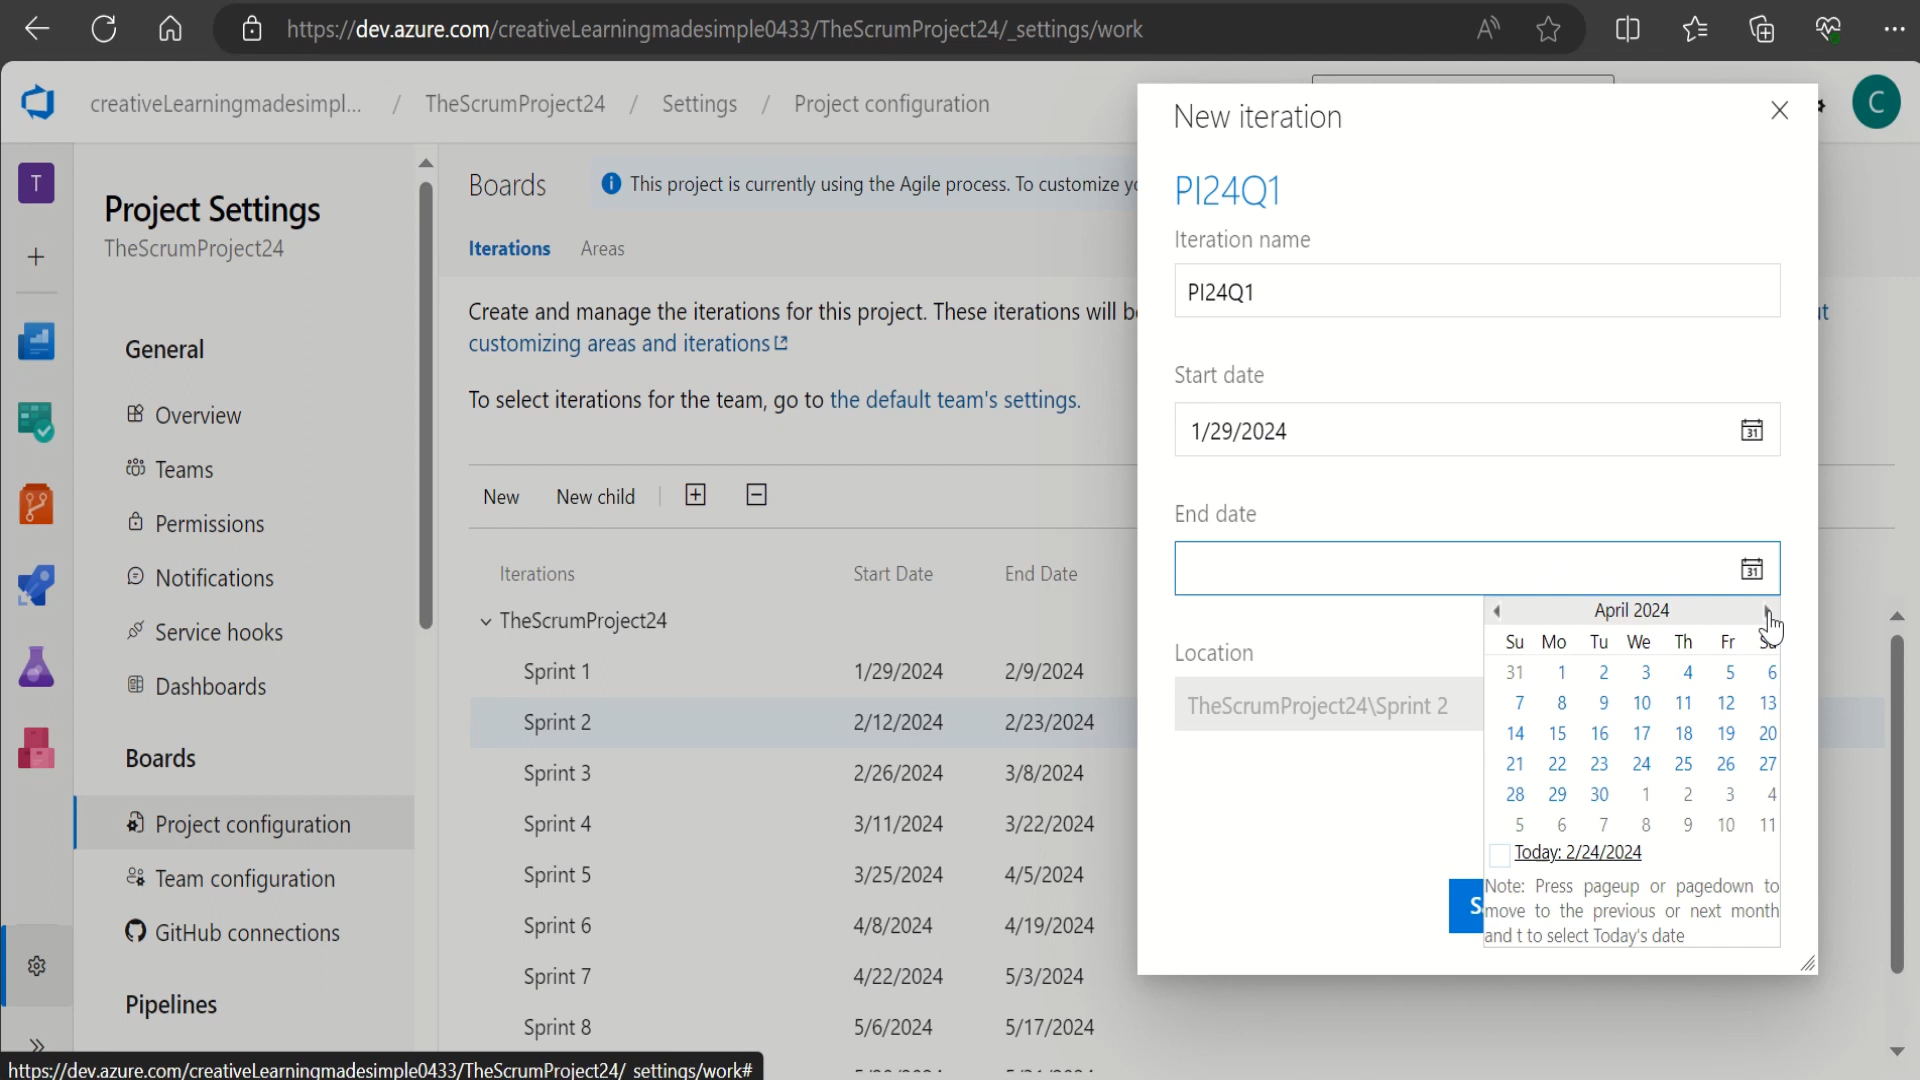 https://dev.azure.com/creativeLearningmadesimple0433/TheScrumProject24/_settings/work
creativeLearningmadesimpl... / TheScrumProject24 / Settings / Project configuration
C
T
Project Settings
TheScrumProject24
General
Overview
Teams
Permissions
Notifications
Service hooks
Dashboards
Boards
Project configuration
Team configuration
GitHub connections
Pipelines
Boards
This project is currently using the Agile process. To customize yo
Iterations Areas
Create and manage the iterations for this project. These iterations will b
customizing areas and iterations
To select iterations for the team, go to the default team's settings.
New New child
Iterations Start Date End Date
TheScrumProject24
Sprint 1 1/29/2024 2/9/2024
Sprint 2 2/12/2024 2/23/2024
Sprint 3 2/26/2024 3/8/2024
Sprint 4 3/11/2024 3/22/2024
Sprint 5 3/25/2024 4/5/2024
Sprint 6 4/8/2024 4/19/2024
Sprint 7 4/22/2024 5/3/2024
Sprint 8 5/6/2024 5/17/2024
New iteration
PI24Q1
Iteration name
PI24Q1
Start date
1/29/2024
31
End date
31
Location
TheScrumProject24\Sprint 2
April 2024
Su Mo Tu We Th Fr Sa
31 1 2 3 4 5 6
7 8 9 10 11 12 13
14 15 16 17 18 19 20
21 22 23 24 25 26 27
28 29 30 1 2 3 4
5 6 7 8 9 10 11
Today: 2/24/2024
Note: Press pageup or pagedown to
move to the previous or next month
and t to select Today's date
S
https://dev.azure.com/creativeLearningmadesimple0433/TheScrumProject24/_settings/work#